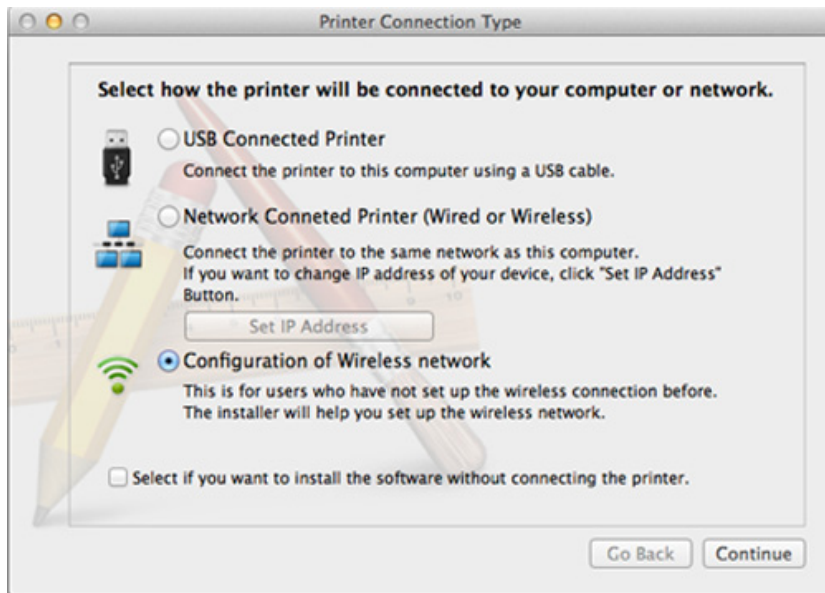 Printer Connection Type
Select how the printer will be connected to your computer or network.
USB Connected Printer
Connect the printer to this computer using a USB cable.
Network Conneted Printer (Wired or Wireless)
Connect the printer to the same network as this computer.
If you want to change IP address of your device, click "Set IP Address"
Button.
Set IP Address
Configuration of Wireless network
This is for users who have not set up the wireless connection before.
The installer will help you set up the wireless network.
Select if you want to install the software without connecting the printer.
Go Back
Continue